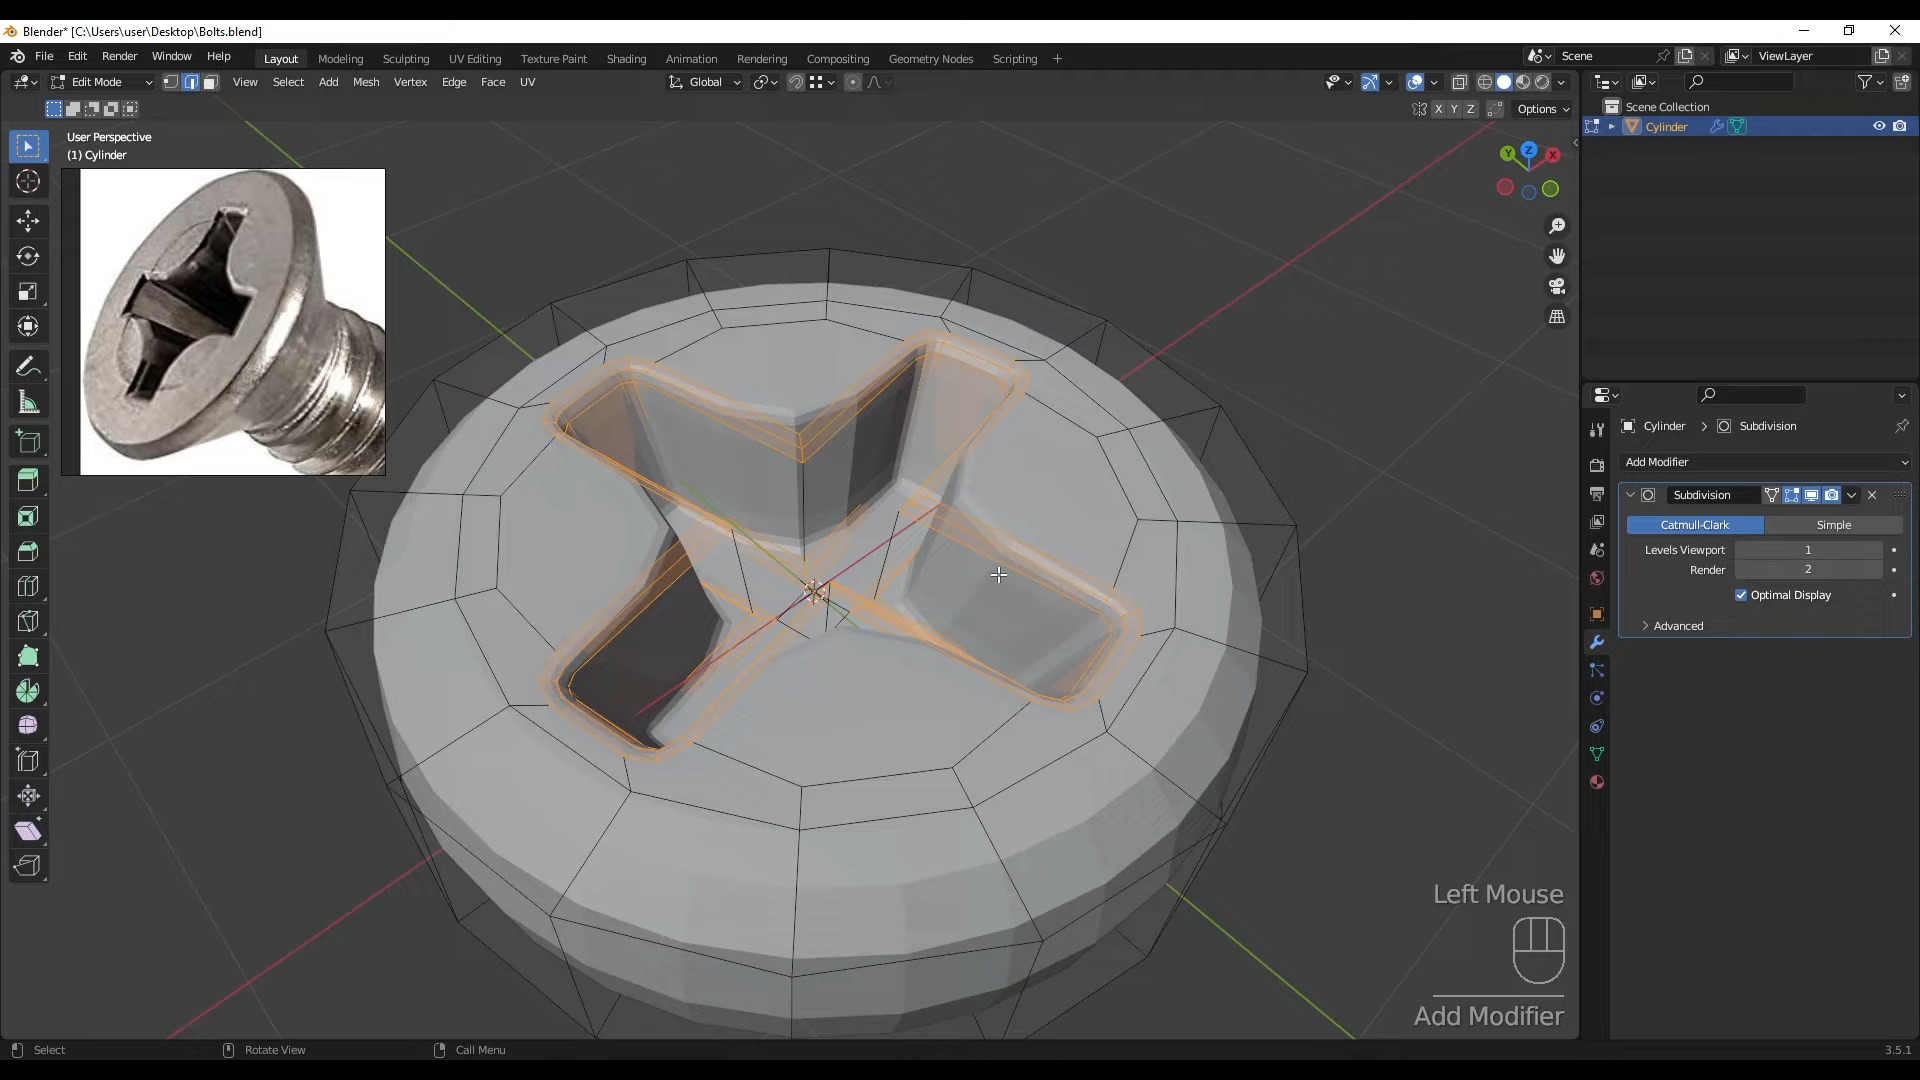 Blender* [C:\Users\user\Desktop\Bolts.blend]
File Edit Render Window Help
Layout Modeling Sculpting UV Editing Texture Paint Shading Animation Rendering Compositing Geometry Nodes Scripting +
Scene
ViewLayer
Edit Mode
View Select Add Mesh Vertex Edge Face UV
Global
X Y Z
Options
User Perspective
(1) Cylinder
Y Z X
Scene Collection
Cylinder
Cylinder > Subdivision
Add Modifier
Subdivision
Catmull-Clark Simple
Levels Viewport 1
Render 2
Optimal Display
Advanced
Left Mouse
Add Modifier
Select Rotate View Call Menu
3.5.1